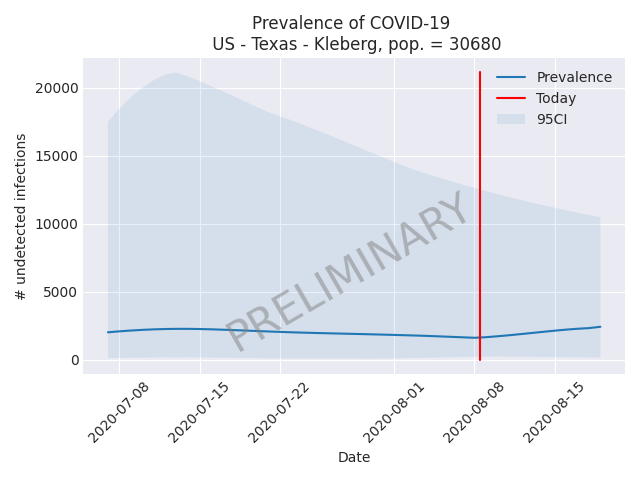 Prevalence of COVID-19
US - Texas - Kleberg, pop. = 30680
Prevalence
Today
95CI
20000
15000
10000
5000
0
# undetected infections
PRELIMINARY
2020-07-08
2020-07-15
2020-07-22
2020-08-01
2020-08-08
2020-08-15
Date